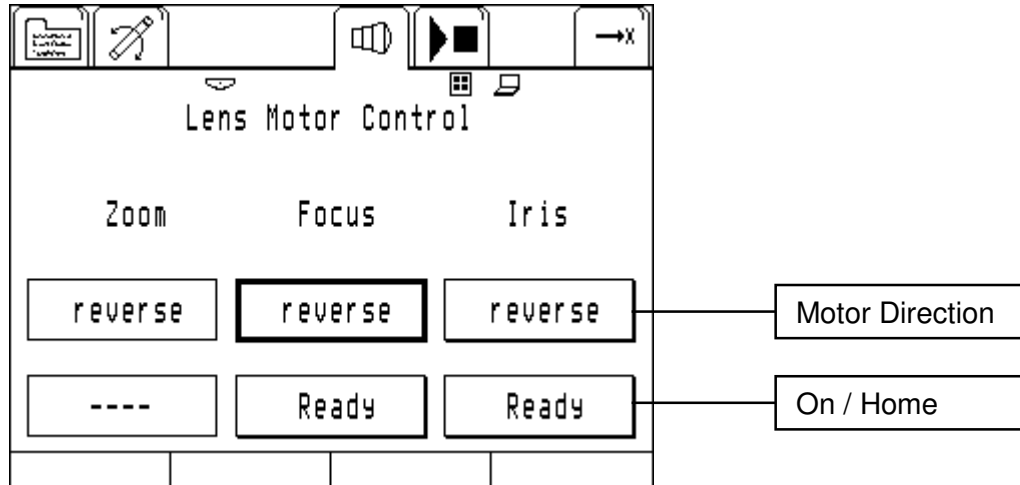 Lens Motor Control
Zoom Focus Iris
reverse reverse reverse Motor Direction
---- Ready Ready On / Home